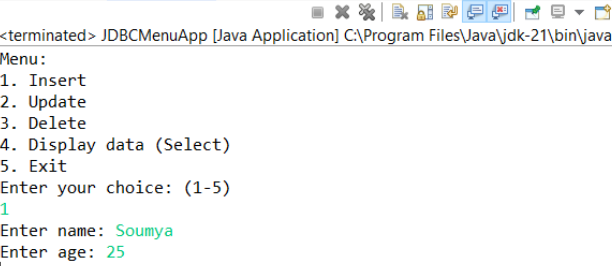 <terminated> JDBCMenuApp [Java Application] C:\Program Files\Java\jdk-21\bin\java
Menu:
1. Insert
2. Update
3. Delete
4. Display data (Select)
5. Exit
Enter your choice: (1-5)
1
Enter name: Soumya
Enter age: 25